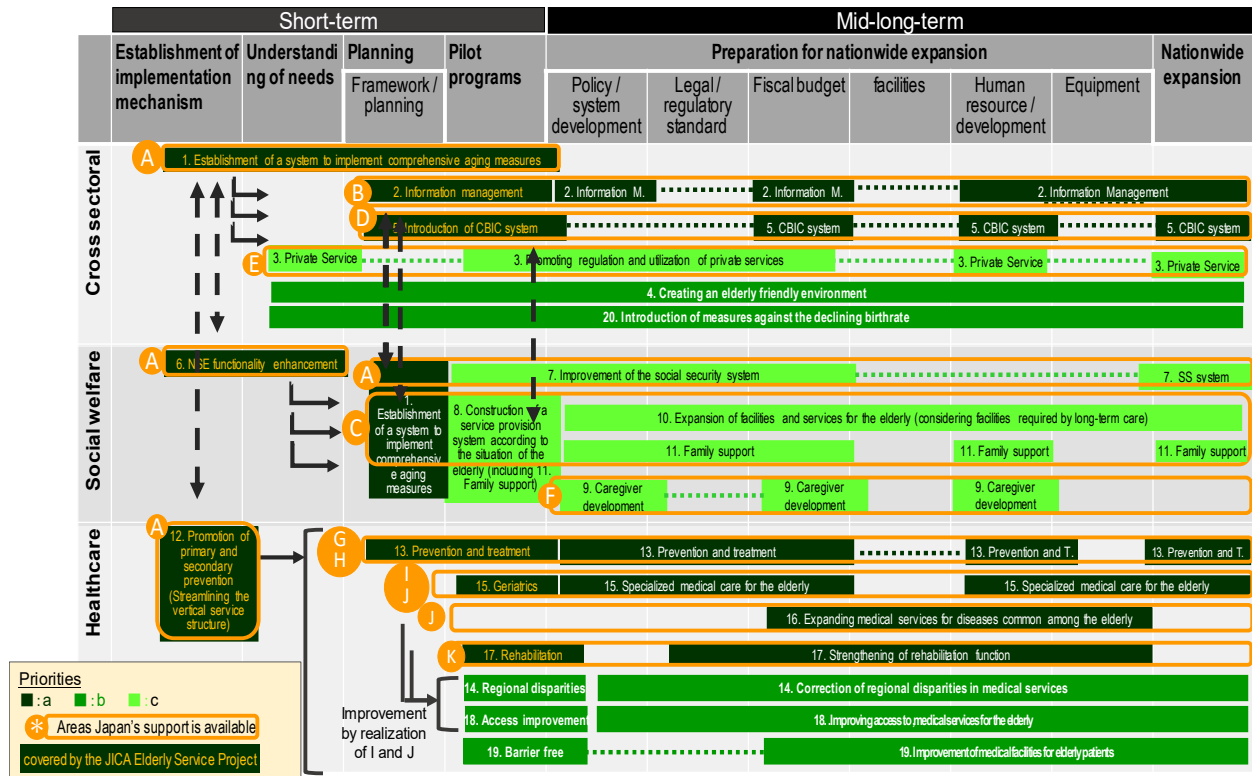 Short-term
Mid-long-term
Establishment of
implementation
mechanism
Understandi
ng of needs
Planning
Pilot
programs
Preparation for nationwide expansion
Nationwide
expansion
Framework /
planning
Policy /
system
development
Legal /
regulatory
standard
Fiscal budget
facilities
Human
resource /
development
Equipment
Cross sectoral
A
1. Establishment of a system to implement comprehensive aging measures
B
2. Information management
2. Information M.
2. Information M.
2. Information Management
D
5. Introduction of CBIC system
5. CBIC system
5. CBIC system
5. CBIC system
E
3. Private Service
3. Promoting regulation and utilization of private services
3. Private Service
3. Private Service
4. Creating an elderly friendly environment
20. Introduction of measures against the declining birthrate
Social welfare
A
6. NSE functionality enhancement
A
7. Improvement of the social security system
7. SS system
C
1.
Establishment
of a system to
implement
comprehensiv
e aging
measures
8. Construction of a
service provision
system according to
the situation of the
elderly (including 11.
Family support)
10. Expansion of facilities and services for the elderly (considering facilities required by long-term care)
11. Family support
11. Family support
11. Family support
F
9. Caregiver
development
9. Caregiver
development
9. Caregiver
development
Healthcare
A
12. Promotion of
primary and
secondary
prevention
(Streamlining the
vertical service
structure)
G
H
13. Prevention and treatment
13. Prevention and treatment
13. Prevention and T.
13. Prevention and T.
I
J
15. Geriatrics
15. Specialized medical care for the elderly
15. Specialized medical care for the elderly
J
16. Expanding medical services for diseases common among the elderly
K
17. Rehabilitation
17. Strengthening of rehabilitation function
14. Regional disparities
14. Correction of regional disparities in medical services
18. Access improvement
18. Improving access to, medical services for the elderly
19. Barrier free
19. Improvement of medical facilities for elderly patients
Improvement
by realization
of I and J
Priorities
: a
: b
: c
* Areas Japan's support is available
covered by the JICA Elderly Service Project